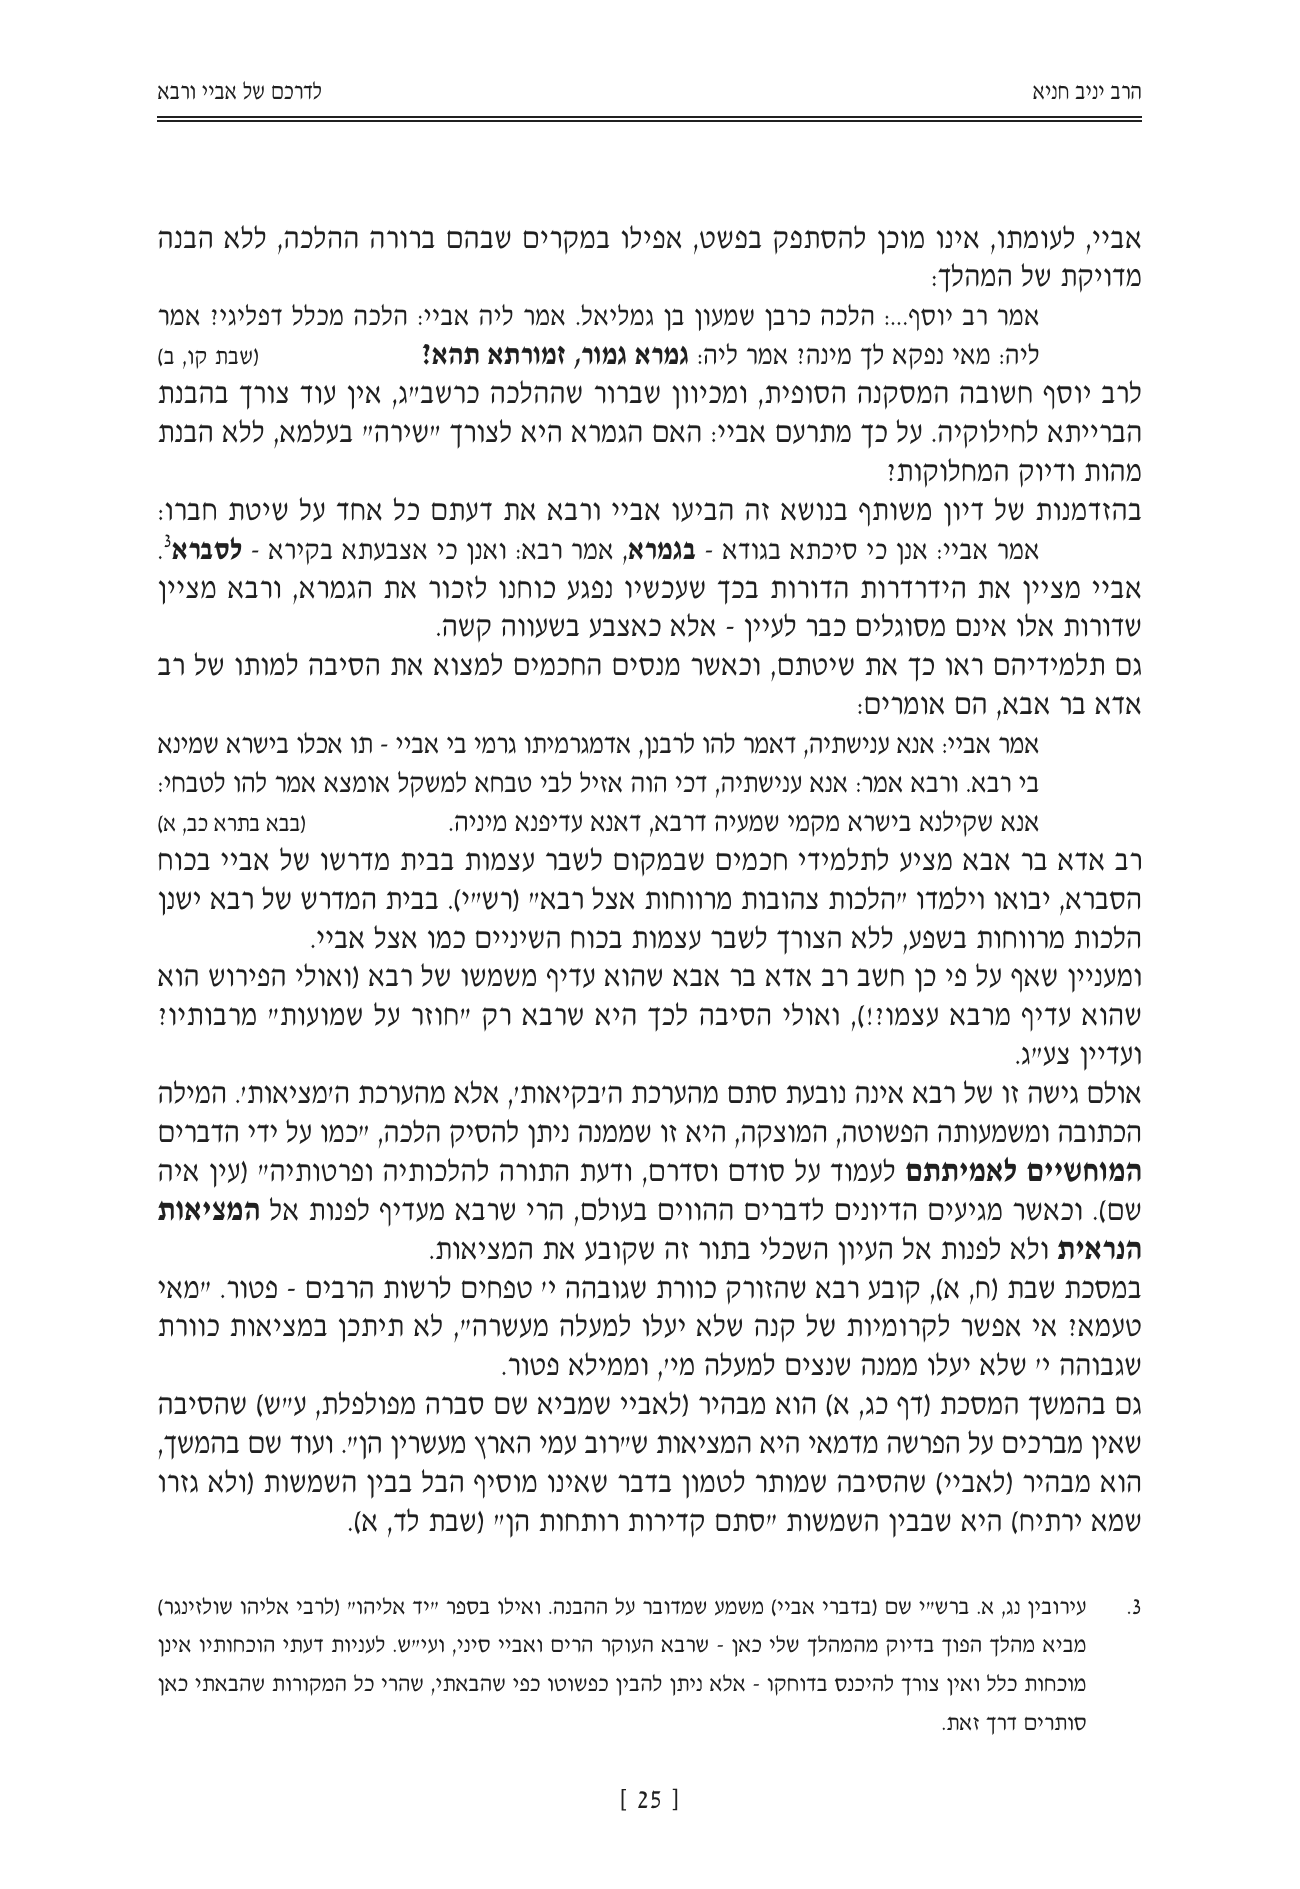 הרב יניב חניא
לדרכם של אביי ורבא
אביי, לעומתו, אינו מוכן להסתפק בפשט, אפילו במקרים שבהם ברורה ההלכה, ללא הבנה
מדויקת של המהלך:
אמר רב יוסף...: הלכה כרבן שמעון בן גמליאל. אמר ליה אביי: הלכה מכלל דפליגי? אמר
ליה: מאי נפקא לך מינה? אמר ליה: גמרא גמור, זמורתא תהא? (שבת קו, ב)
לרב יוסף חשובה המסקנה הסופית, ומכיוון שברור שההלכה כרשב״ג, אין עוד צורך בהבנת
הברייתא לחילוקיה. על כך מתרעם אביי: האם הגמרא היא לצורך ״שירה״ בעלמא, ללא הבנת
מהות ודיוק המחלוקות?
בהזדמנות של דיון משותף בנושא זה הביעו אביי ורבא את דעתם כל אחד על שיטת חברו:
אמר אביי: אנן כי סיכתא בגודא - בגמרא, אמר רבא: ואנן כי אצבעתא בקירא - לסברא3.
אביי מציין את הידרדרות הדורות בכך שעכשיו נפגע כוחנו לזכור את הגמרא, ורבא מציין
שדורות אלו אינם מסוגלים כבר לעיין - אלא כאצבע בשעווה קשה.
גם תלמידיהם ראו כך את שיטתם, וכאשר מנסים החכמים למצוא את הסיבה למותו של רב
אדא בר אבא, הם אומרים:
אמר אביי: אנא ענישתיה, דאמר להו לרבנן, אדמגרמיתו גרמי בי אביי - תו אכלו בישרא שמינא
בי רבא. ורבא אמר: אנא ענישתיה, דכי הוה אזיל לבי טבחא למשקל אומצא אמר להו לטבחי:
אנא שקילנא בישרא מקמי שמעיה דרבא, דאנא עדיפנא מיניה. (בבא בתרא כב, א)
רב אדא בר אבא מציע לתלמידי חכמים שבמקום לשבר עצמות בבית מדרשו של אביי בכוח
הסברא, יבואו וילמדו ״הלכות צהובות מרווחות אצל רבא״ (רש״י). בבית המדרש של רבא ישנן
הלכות מרווחות בשפע, ללא הצורך לשבר עצמות בכוח השיניים כמו אצל אביי.
ומעניין שאף על פי כן חשב רב אדא בר אבא שהוא עדיף משמשו של רבא (ואולי הפירוש הוא
שהוא עדיף מרבא עצמו?!), ואולי הסיבה לכך היא שרבא רק ״חוזר על שמועות״ מרבותיו?
ועדיין צע״ג.
אולם גישה זו של רבא אינה נובעת סתם מהערכת ה׳בקיאות׳, אלא מהערכת ה׳מציאות׳. המילה
הכתובה ומשמעותה הפשוטה, המוצקה, היא זו שממנה ניתן להסיק הלכה, ״כמו על ידי הדברים
המוחשיים לאמיתתם לעמוד על סודם וסדרם, ודעת התורה להלכותיה ופרטותיה״ (עין איה
שם). וכאשר מגיעים הדיונים לדברים ההווים בעולם, הרי שרבא מעדיף לפנות אל המציאות
הנראית ולא לפנות אל העיון השכלי בתור זה שקובע את המציאות.
במסכת שבת (ח, א), קובע רבא שהזורק כוורת שגובהה י׳ טפחים לרשות הרבים - פטור. ״מאי
טעמא? אי אפשר לקרומיות של קנה שלא יעלו למעלה מעשרה״, לא תיתכן במציאות כוורת
שגבוהה י׳ שלא יעלו ממנה שנצים למעלה מי׳, וממילא פטור.
גם בהמשך המסכת (דף כג, א) הוא מבהיר (לאביי שמביא שם סברה מפולפלת, ע״ש) שהסיבה
שאין מברכים על הפרשה מדמאי היא המציאות ש״רוב עמי הארץ מעשרין הן״. ועוד שם בהמשך,
הוא מבהיר (לאביי) שהסיבה שמותר לטמון בדבר שאינו מוסיף הבל בבין השמשות (ולא גזרו
שמא ירתיח) היא שבבין השמשות ״סתם קדירות רותחות הן״ (שבת לד, א).
3. עירובין נג, א. ברש״י שם (בדברי אביי) משמע שמדובר על ההבנה. ואילו בספר ״יד אליהו״ (לרבי אליהו שולזינגר)
מביא מהלך הפוך בדיוק מהמהלך שלי כאן - שרבא העוקר הרים ואביי סיני, ועי״ש. לעניות דעתי הוכחותיו אינן
מוכחות כלל ואין צורך להיכנס בדוחקו - אלא ניתן להבין כפשוטו כפי שהבאתי, שהרי כל המקורות שהבאתי כאן
סותרים דרך זאת.
[ 25 ]